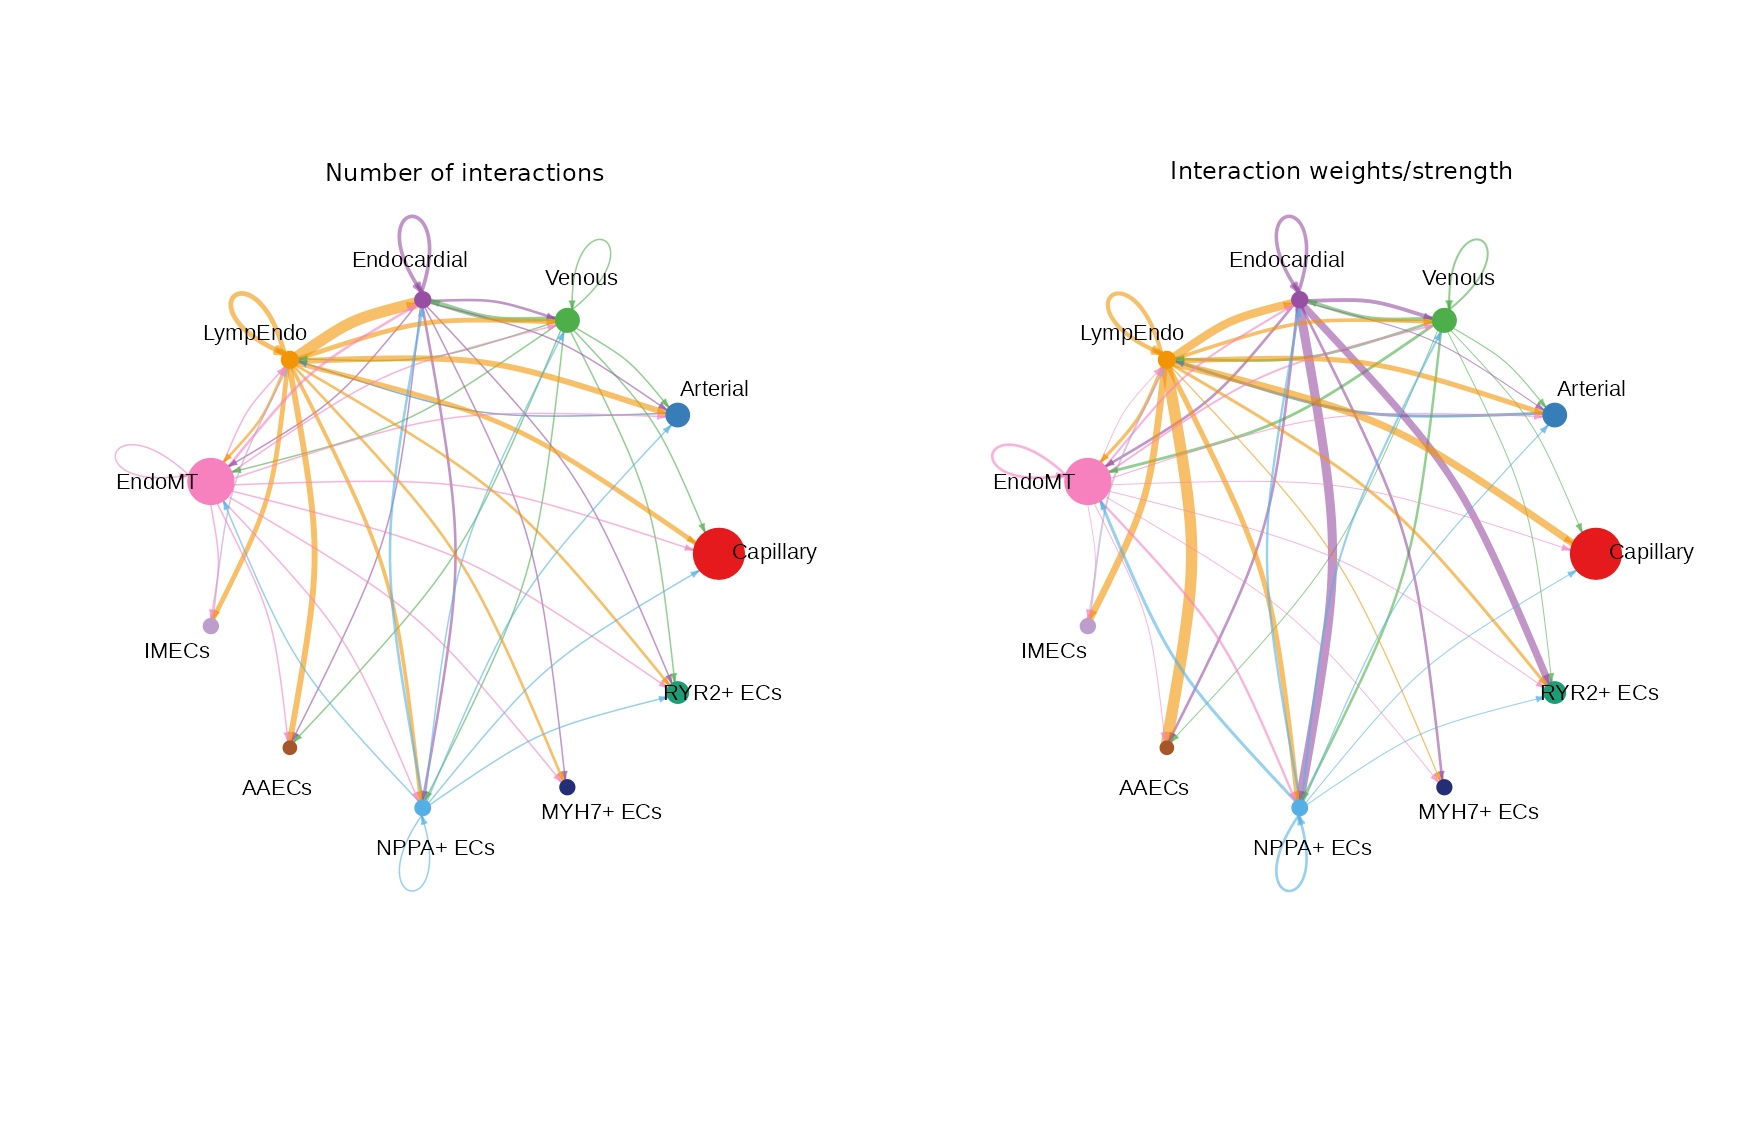 Number of interactions
Endocardial
Venous
LympEndo
Arterial
EndoMT
Capillary
IMECs
RYR2+ ECs
AAECs
MYH7+ ECs
NPPA+ ECs
Interaction weights/strength
Endocardial
Venous
LympEndo
Arterial
EndoMT
Capillary
IMECs
RYR2+ ECs
AAECs
MYH7+ ECs
NPPA+ ECs